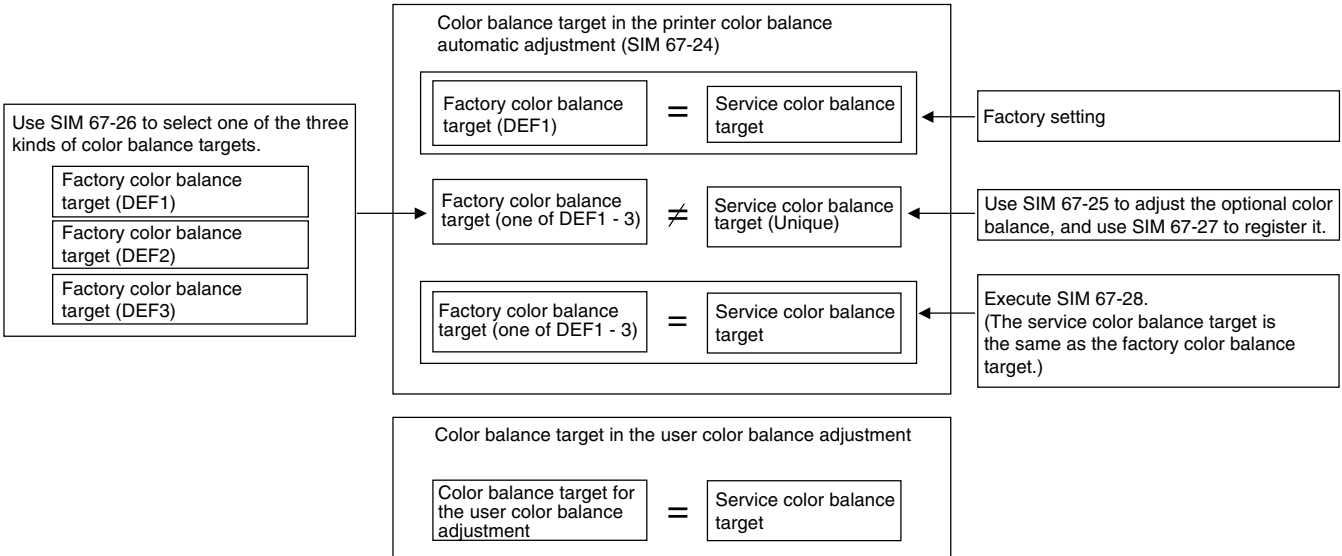 Color balance target in the printer color balance
automatic adjustment (SIM 67-24)
Factory color balance
target (DEF1)
=
Service color balance
target
Factory setting
Use SIM 67-26 to select one of the three
kinds of color balance targets.
Factory color balance
target (DEF1)
Factory color balance
target (DEF2)
Factory color balance
target (DEF3)
Factory color balance
target (one of DEF1 - 3)
≠
Service color balance
target (Unique)
Use SIM 67-25 to adjust the optional color
balance, and use SIM 67-27 to register it.
Factory color balance
target (one of DEF1 - 3)
=
Service color balance
target
Execute SIM 67-28.
(The service color balance target is
the same as the factory color balance
target.)
Color balance target in the user color balance adjustment
Color balance target for
the user color balance
adjustment
=
Service color balance
target